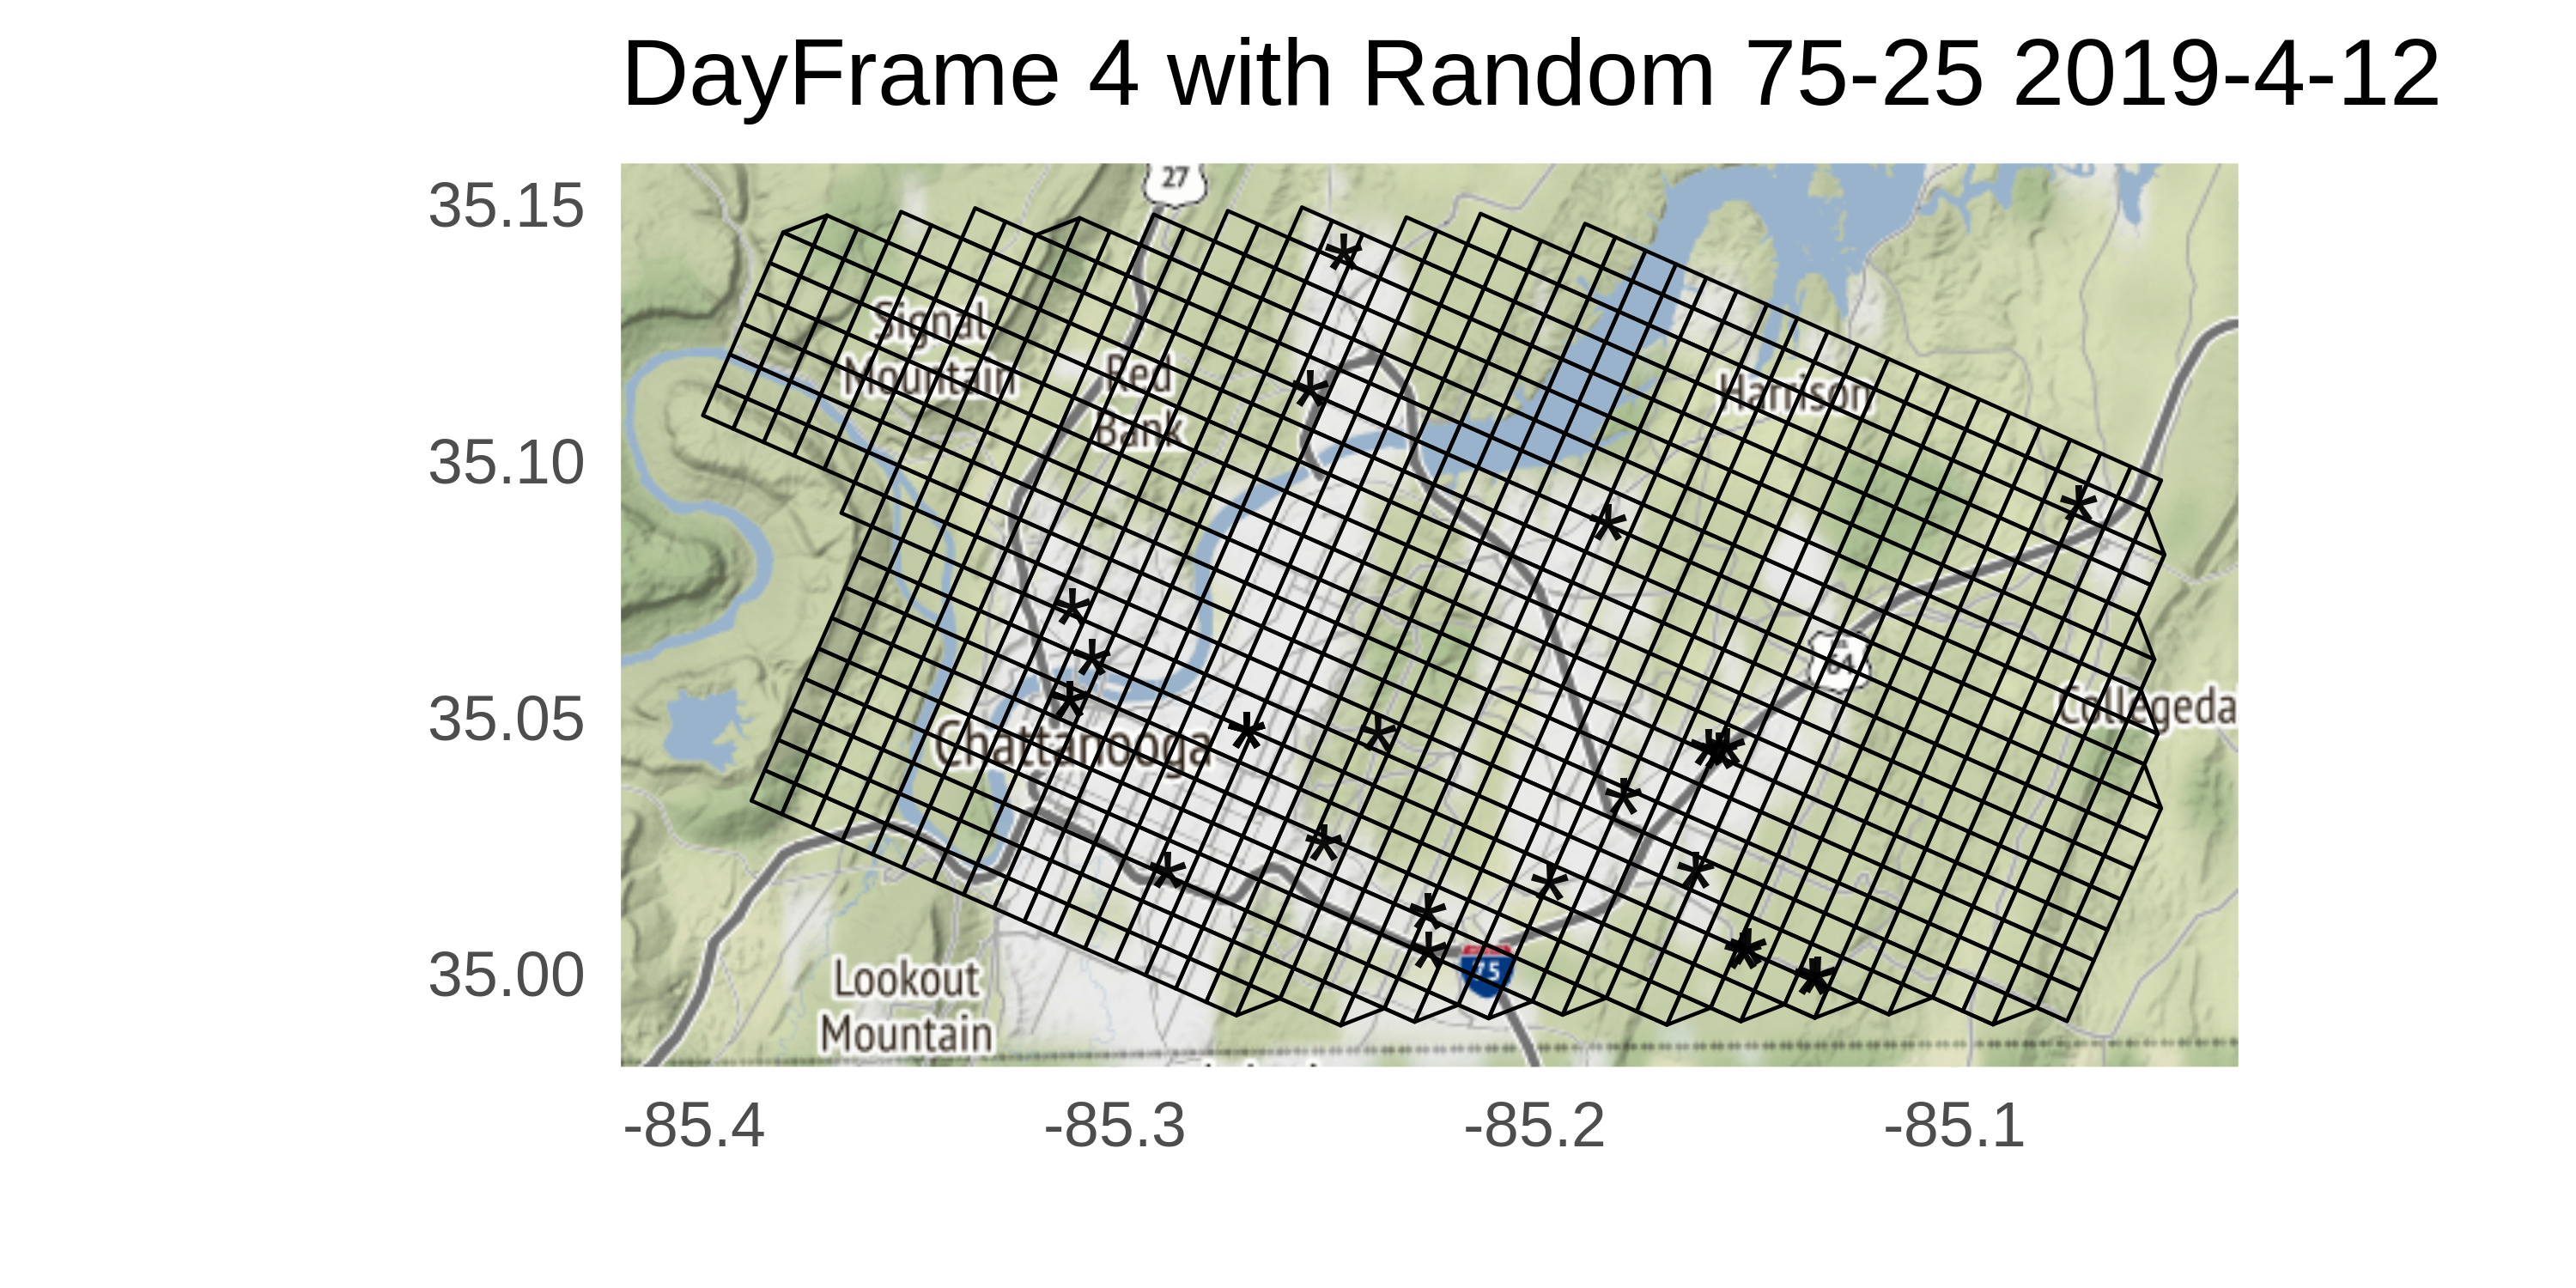 DayFrame 4 with Random 75-25 2019-4-12
35.15
35.10
35.05
35.00
27
Signal
Mountain
Red
Bank
Harrison
64
Collegeda
Chattanooga
75
Lookout
Mountain
-85.4
-85.3
-85.2
-85.1